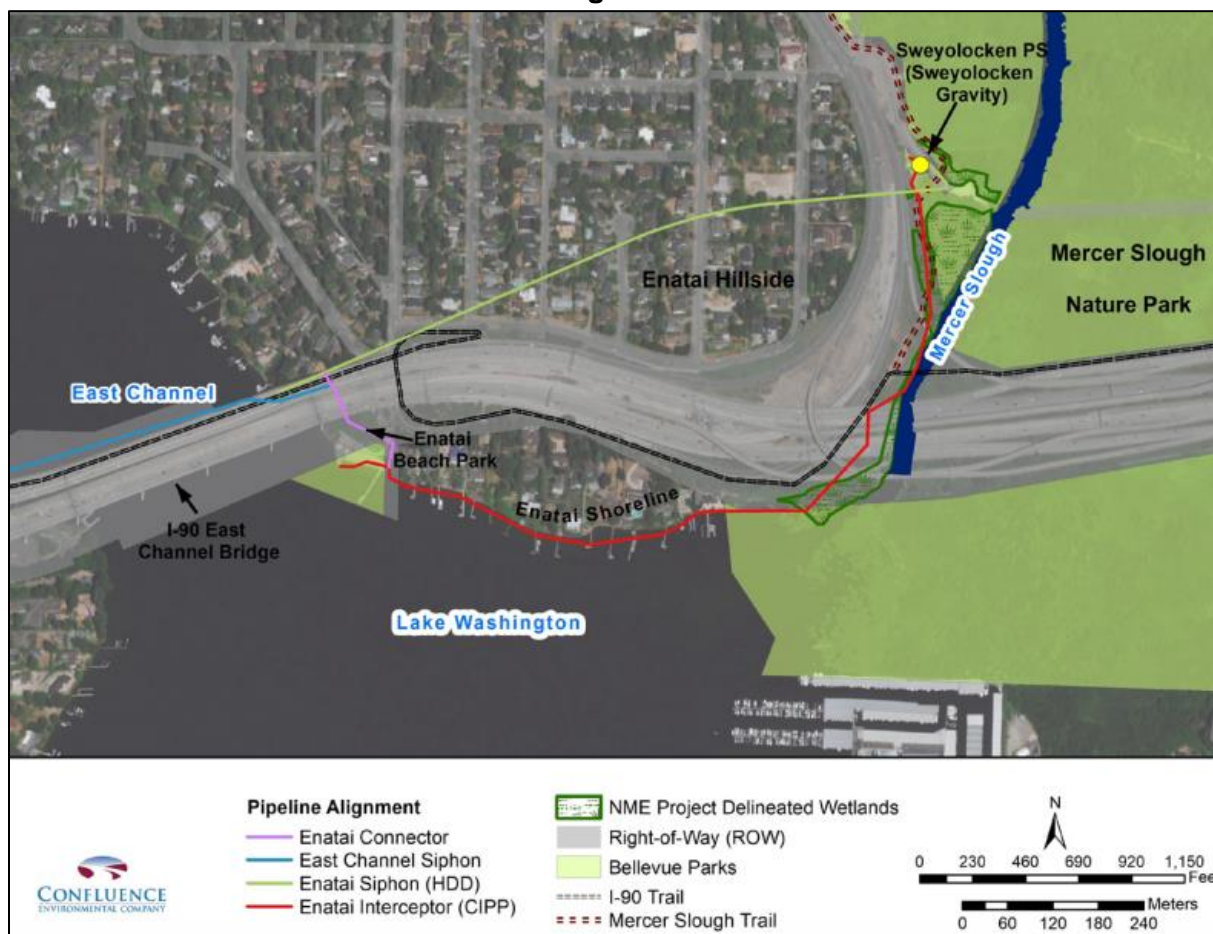 Sweyolocken PS
(Sweyolocken
Gravity)
Enatai Hillside
Mercer Slough
Mercer Slough
Nature Park
East Channel
Enatai
Beach Park
Enatai Shoreline
I-90 East
Channel Bridge
Lake Washington
Pipeline Alignment
Enatai Connector
East Channel Siphon
Enatai Siphon (HDD)
Enatai Interceptor (CIPP)
NME Project Delineated Wetlands
Right-of-Way (ROW)
Bellevue Parks
I-90 Trail
Mercer Slough Trail
N
0 230 460 690 920 1,150
Fee
Meters
0 60 120 180 240
CONFLUENCE
ENVIRONMENTAL COMPANY